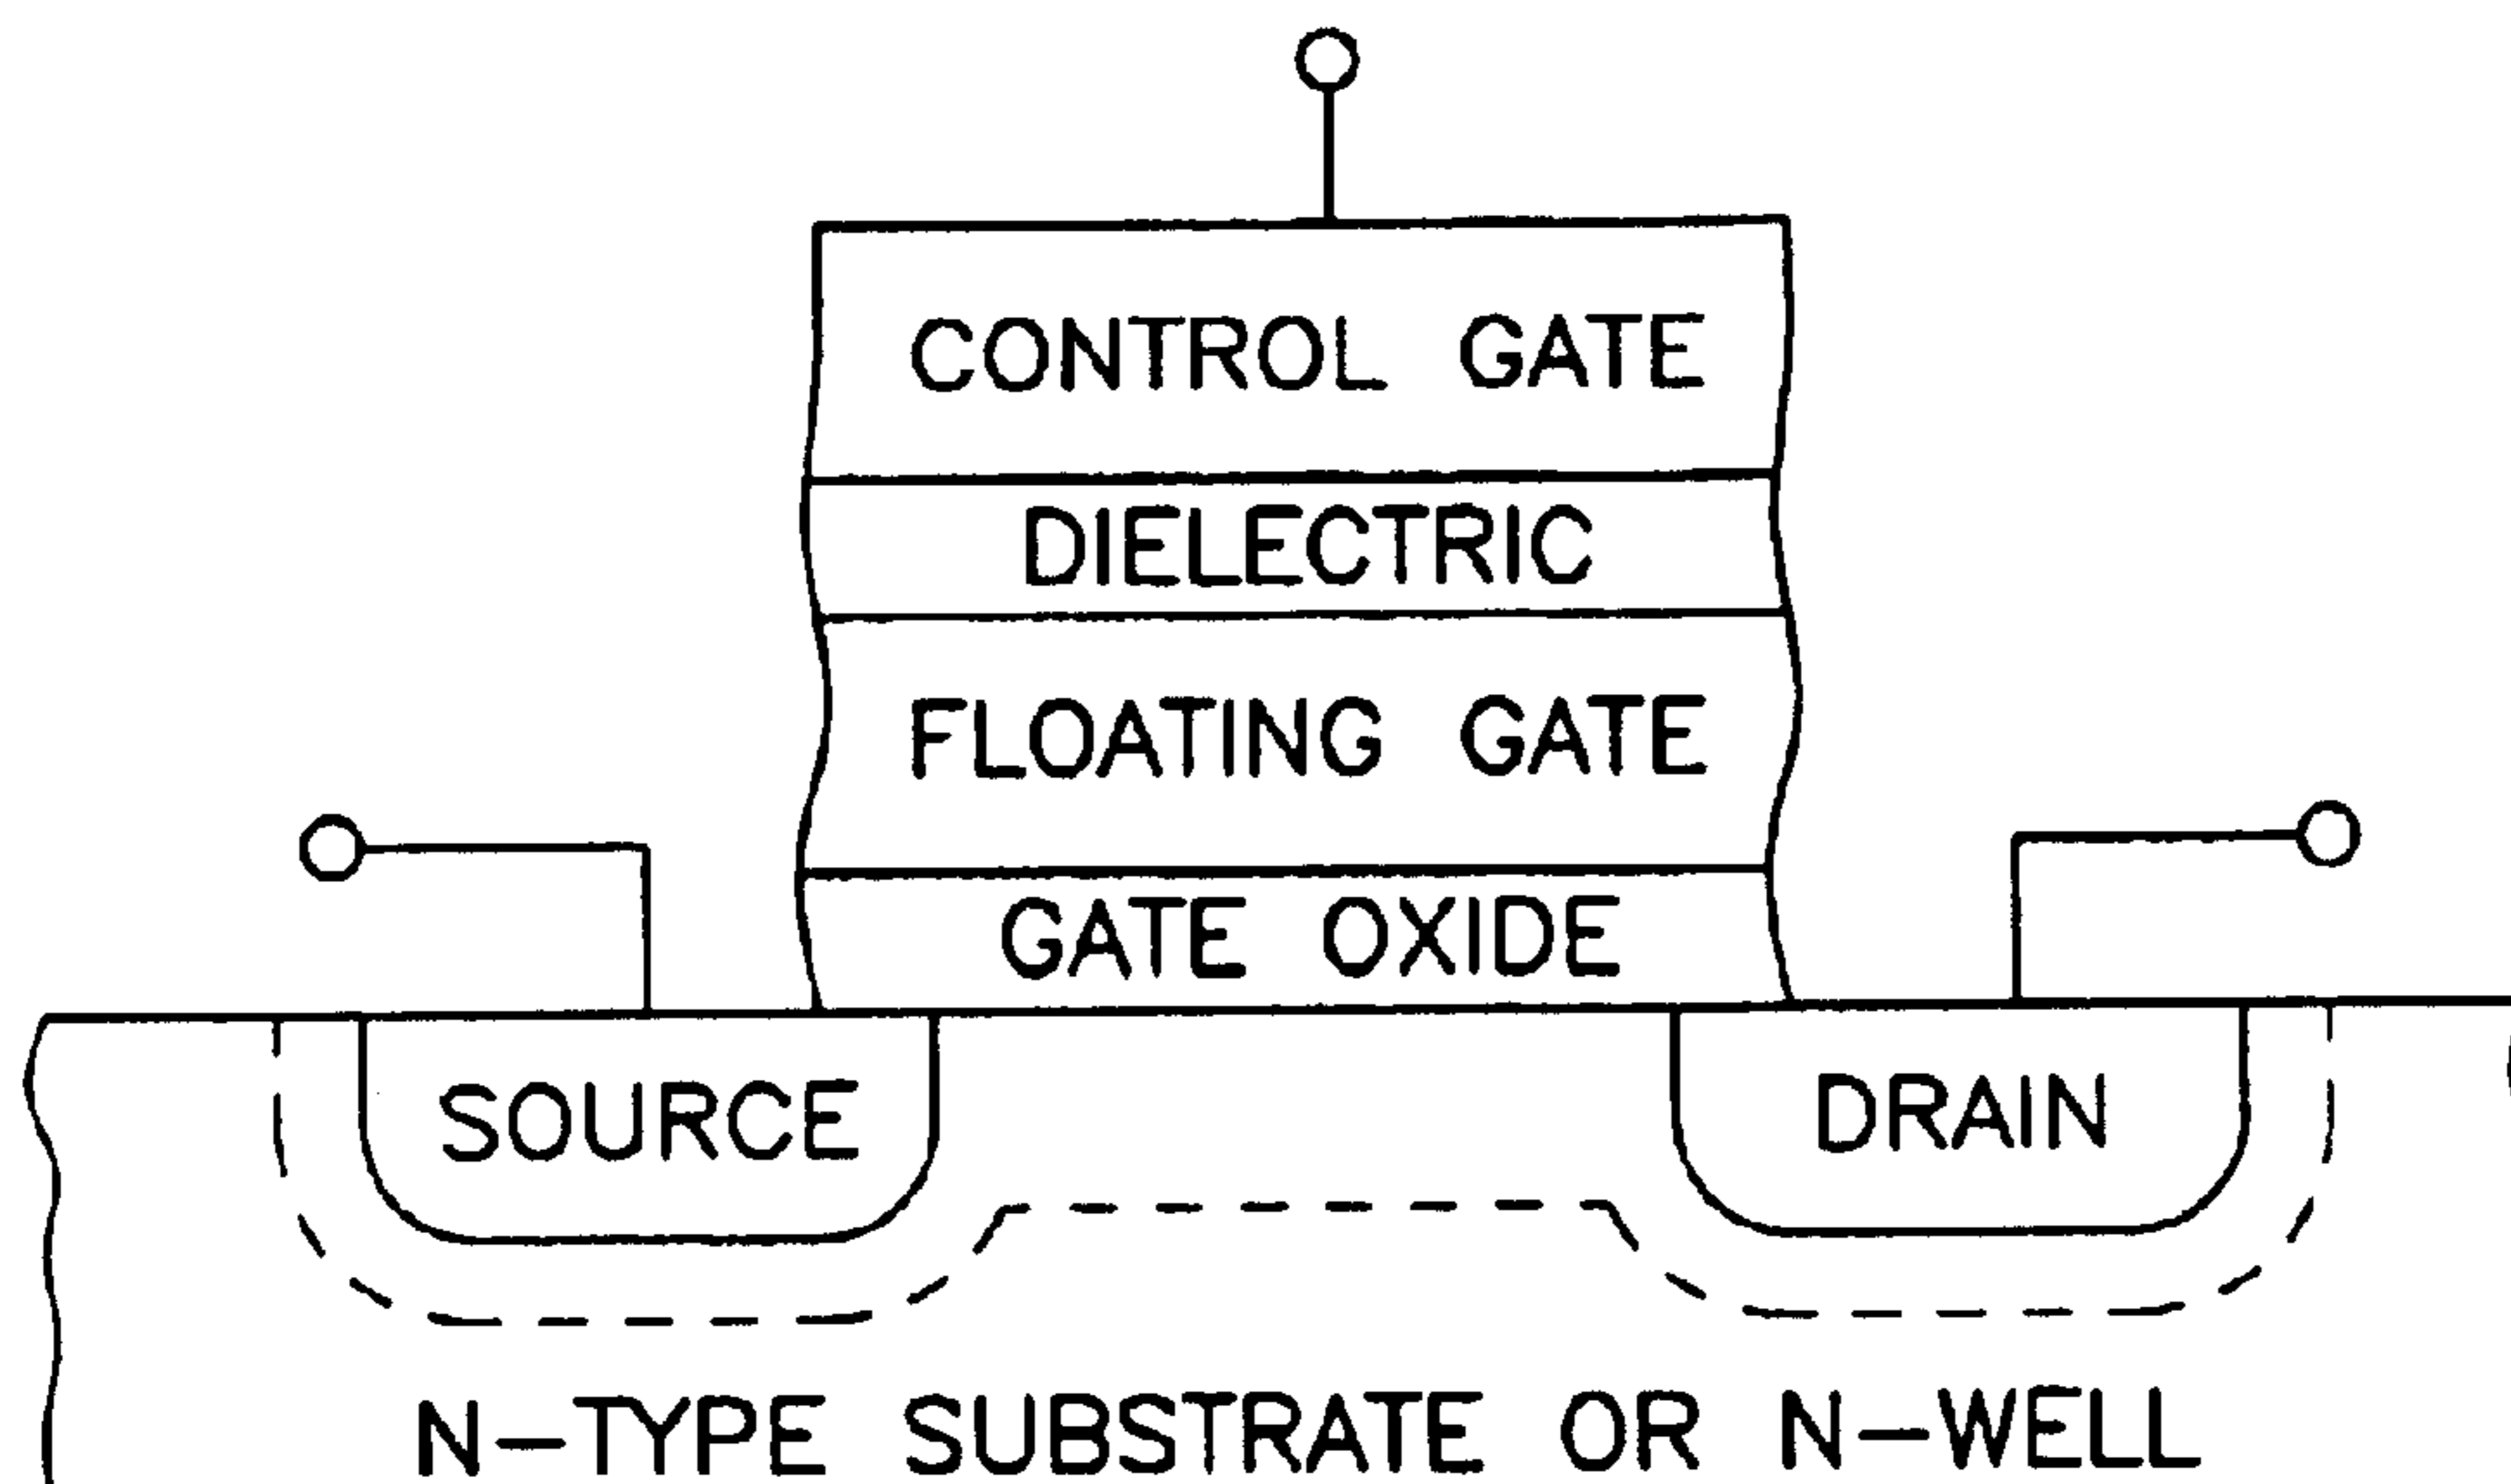 CONTROL GATE
DIELECTRIC
FLOATING GATE
GATE OXIDE
SOURCE
DRAIN
N–TYPE SUBSTRATE OR N–WELL